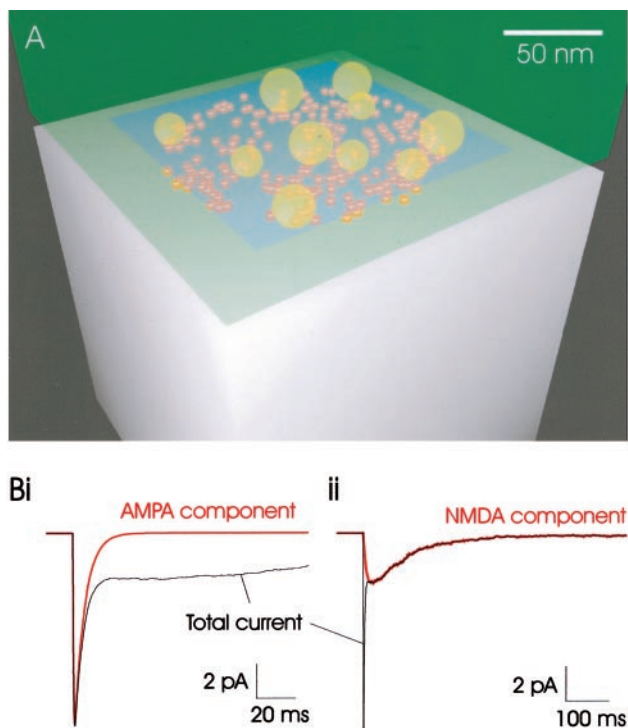 A
50 nm
Bi
AMPA component
ii
NMDA component
Total current
2 pA
20 ms
2 pA
100 ms